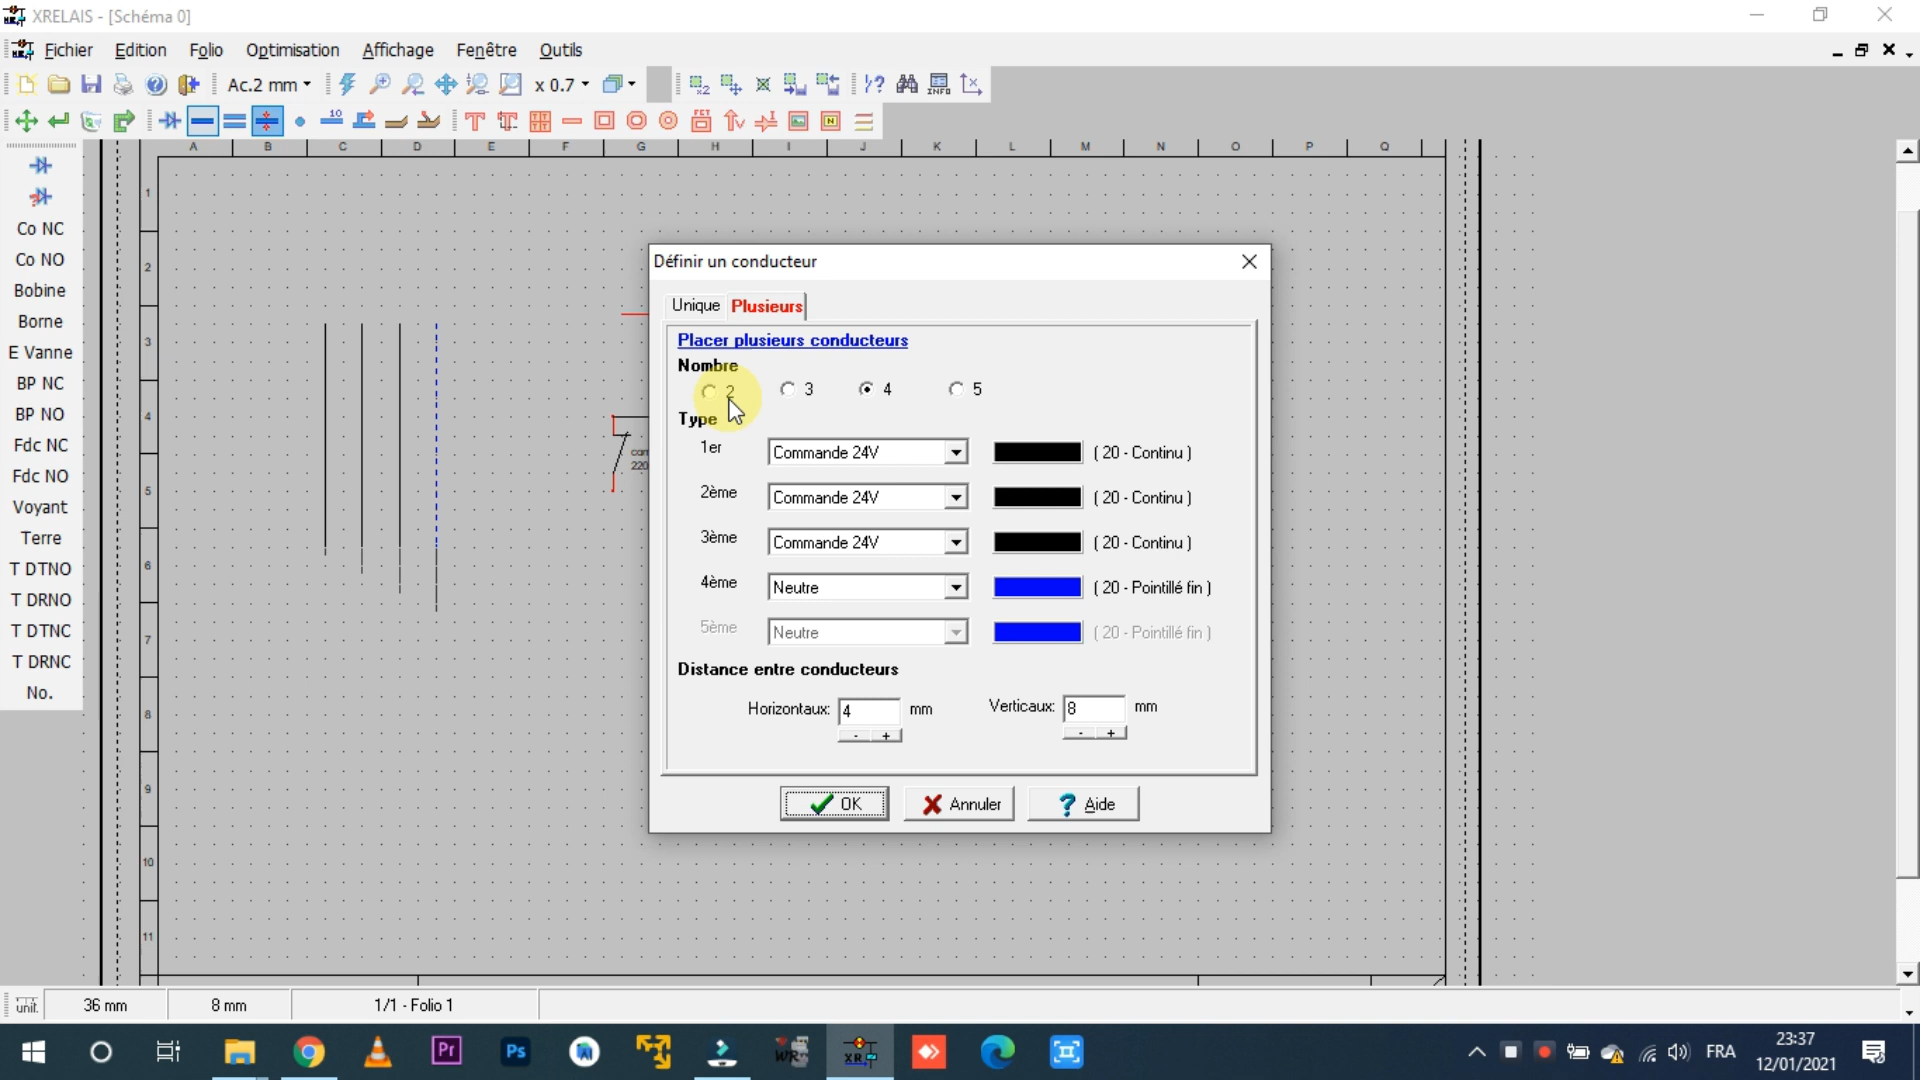 XRELAIS - [Schéma 0]
Fichier Edition Folio Optimisation Affichage Fenêtre Outils
Ac.2 mm x 0.7
A B C D E F G H I J K L M N O P Q
Co NC
Co NO
Bobine
Borne
E Vanne
BP NC
BP NO
Fdc NC
Fdc NO
Voyant
Terre
T DTNO
T DRNO
T DTNC
T DRNC
No.
1
2
3
4
5
6
7
8
9
10
11
220
Définir un conducteur
Unique Plusieurs
Placer plusieurs conducteurs
Nombre
2 3 4 5
Type
1er Commande 24V ( 20 - Continu )
2ème Commande 24V ( 20 - Continu )
3ème Commande 24V ( 20 - Continu )
4ème Neutre ( 20 - Pointillé fin )
5ème Neutre ( 20 - Pointillé fin )
Distance entre conducteurs
Horizontaux: 4 mm Verticaux: 8 mm
- + - +
OK Annuler ? Aide
unit. 36 mm 8 mm 1/1 - Folio 1
Pr Ps XR FRA 23:37
12/01/2021